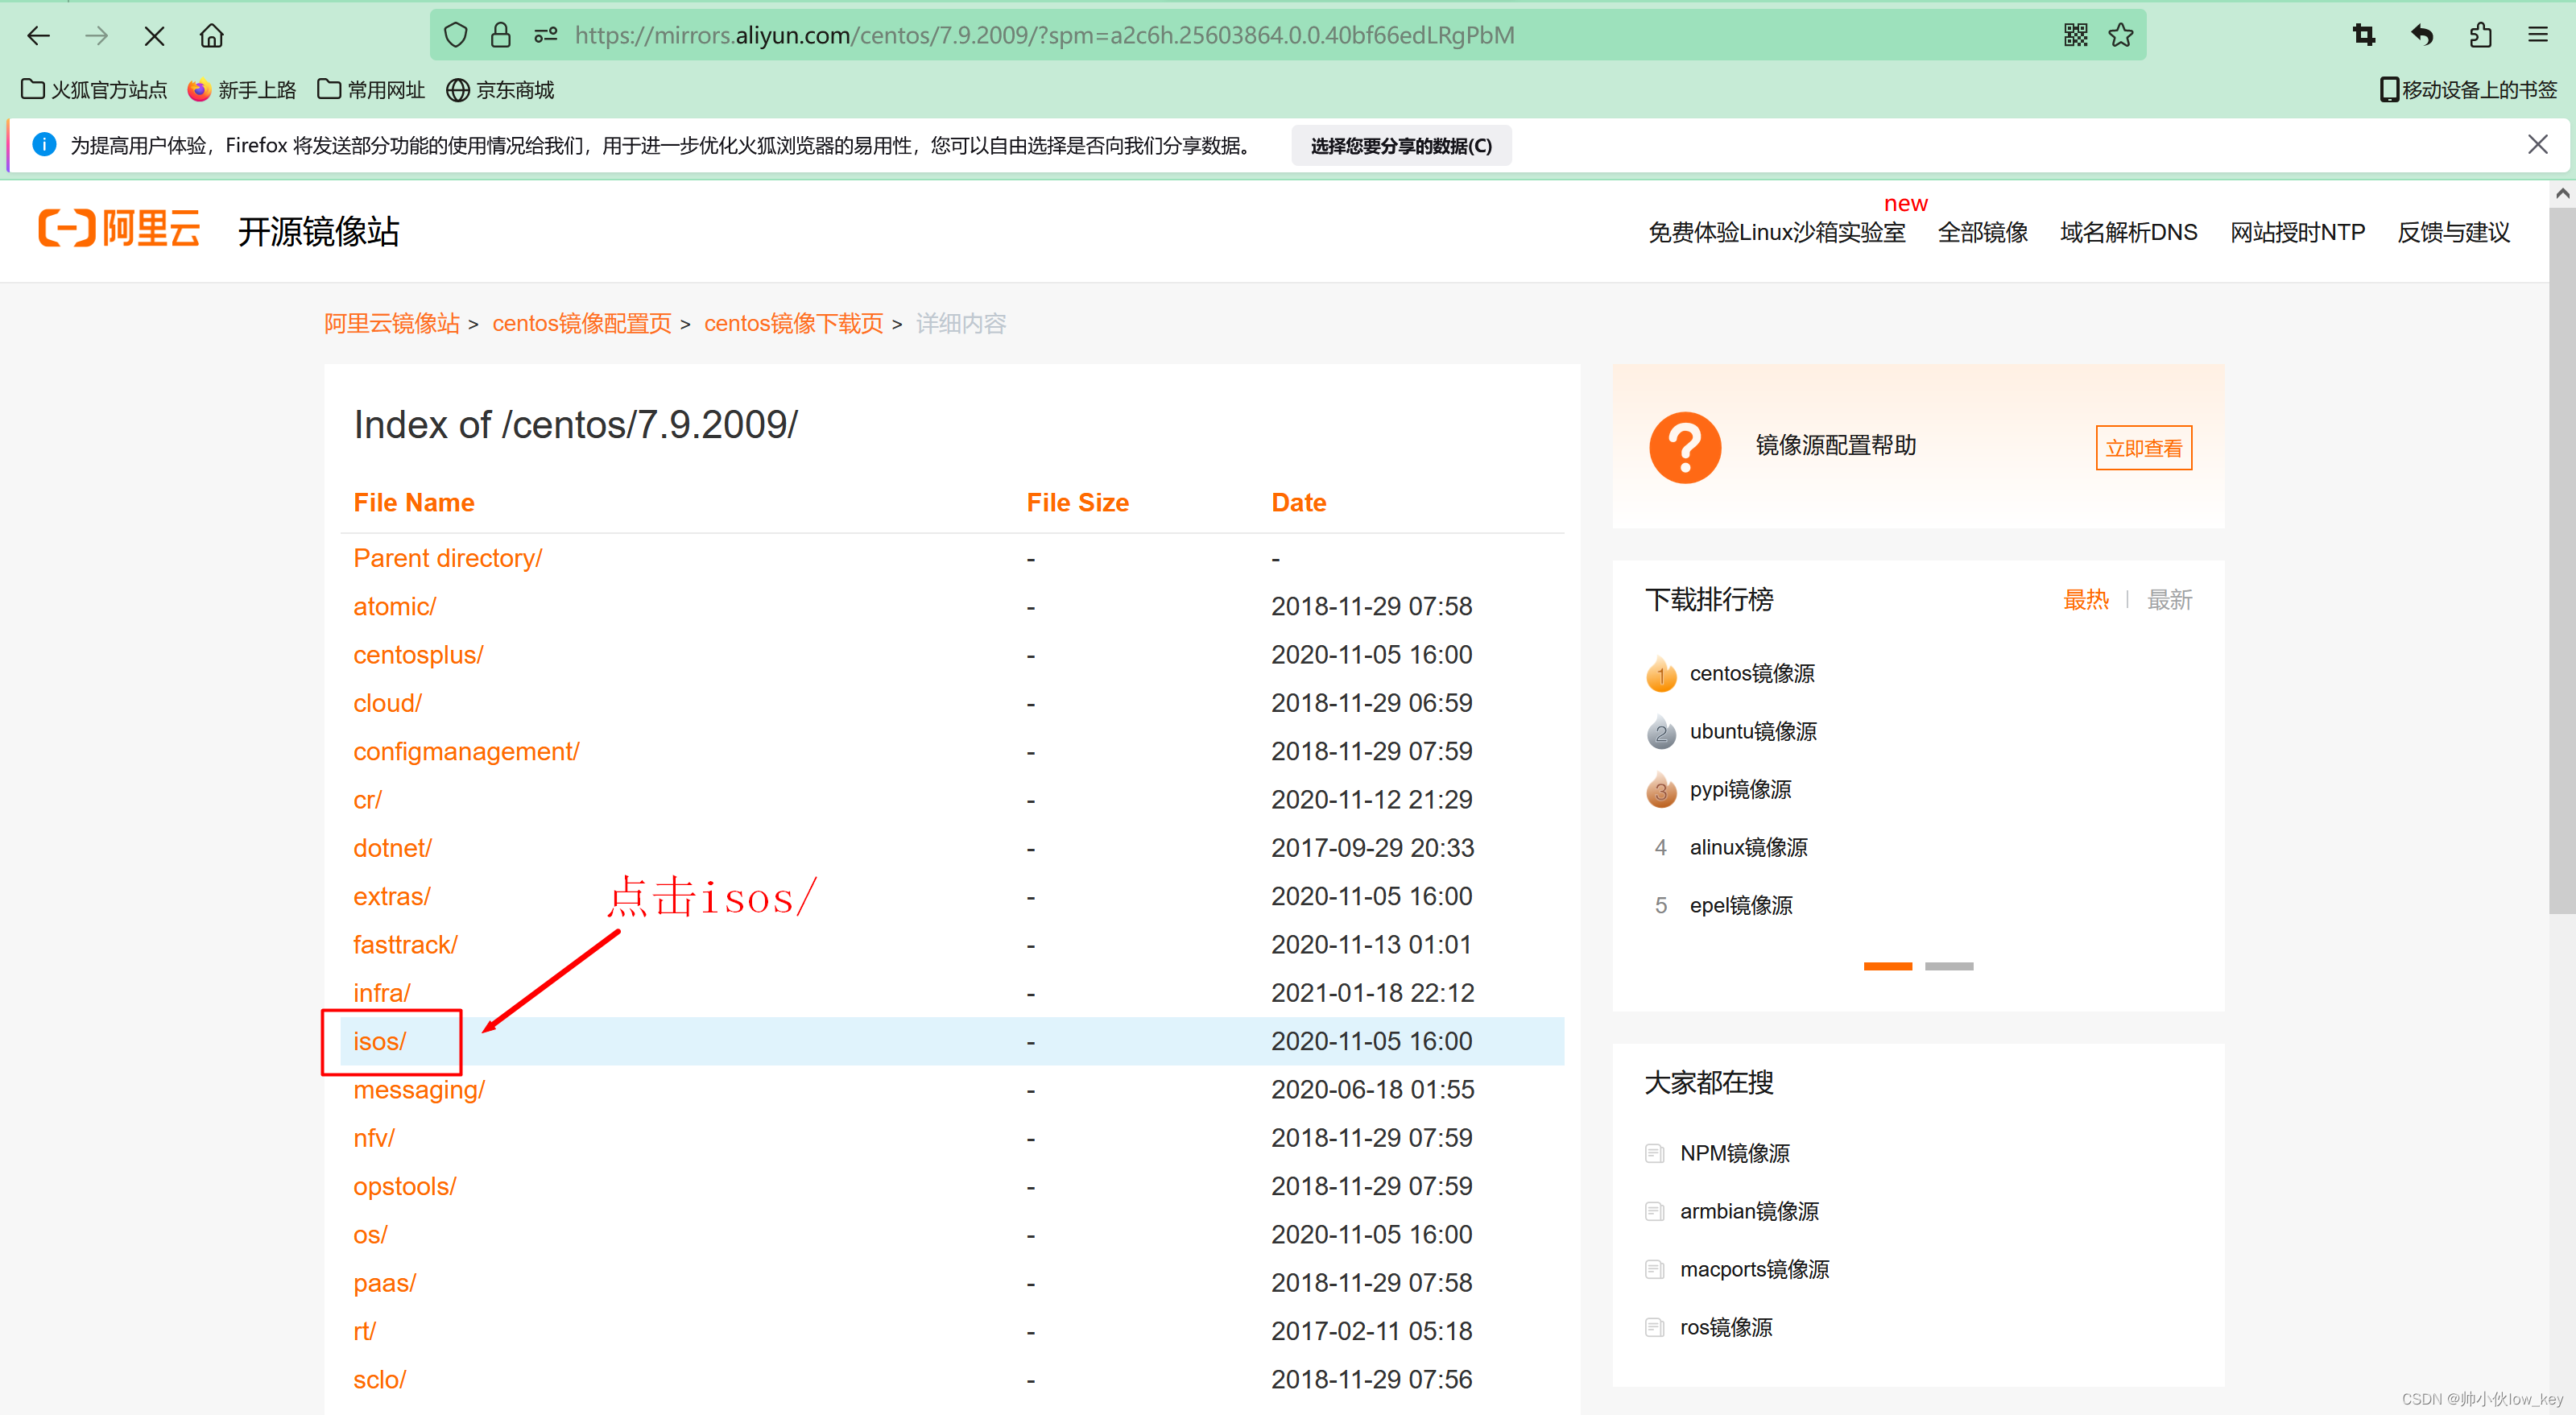 https://mirrors.aliyun.com/centos/7.9.2009/?spm=a2c6h.25603864.0.0.40bf66edLRgPbM
火狐官方站点 新手上路 常用网址 京东商城 移动设备上的书签
为提高用户体验，Firefox 将发送部分功能的使用情况给我们，用于进一步优化火狐浏览器的易用性，您可以自由选择是否向我们分享数据。 选择您要分享的数据(C)
阿里云 开源镜像站 免费体验Linux沙箱实验室 new 全部镜像 域名解析DNS 网站授时NTP 反馈与建议
阿里云镜像站 > centos镜像配置页 > centos镜像下载页 > 详细内容
Index of /centos/7.9.2009/
File Name File Size Date
Parent directory/ - -
atomic/ - 2018-11-29 07:58
centosplus/ - 2020-11-05 16:00
cloud/ - 2018-11-29 06:59
configmanagement/ - 2018-11-29 07:59
cr/ - 2020-11-12 21:29
dotnet/ - 2017-09-29 20:33
extras/ - 2020-11-05 16:00
点击isos/
fasttrack/ - 2020-11-13 01:01
infra/ - 2021-01-18 22:12
isos/ - 2020-11-05 16:00
messaging/ - 2020-06-18 01:55
nfv/ - 2018-11-29 07:59
opstools/ - 2018-11-29 07:59
os/ - 2020-11-05 16:00
paas/ - 2018-11-29 07:58
rt/ - 2017-02-11 05:18
sclo/ - 2018-11-29 07:56
镜像源配置帮助 立即查看
下载排行榜 最热 | 最新
1 centos镜像源
2 ubuntu镜像源
3 pypi镜像源
4 alinux镜像源
5 epel镜像源
大家都在搜
NPM镜像源
armbian镜像源
macports镜像源
ros镜像源
CSDN @帅小伙low_key